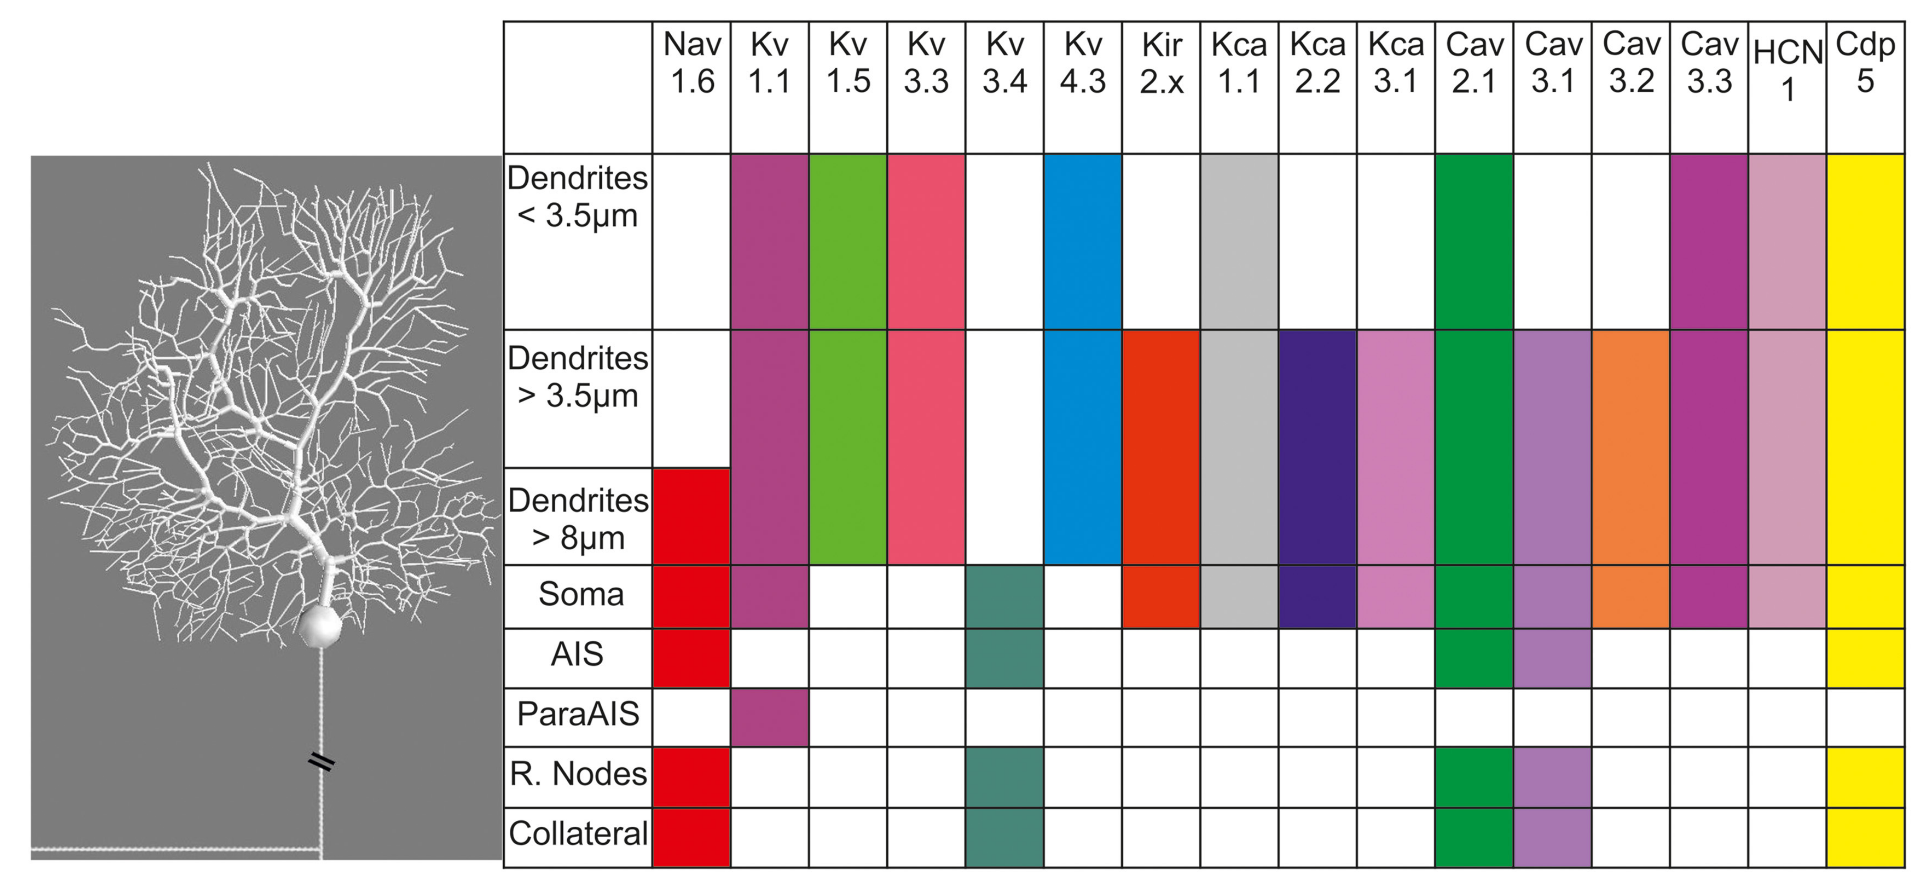 Nav Kv Kv Kv Kv Kv Kir Kca Kca Kca Cav Cav Cav Cav HCN Cdp
1.6 1.1 1.5 3.3 3.4 4.3 2.x 1.1 2.2 3.1 2.1 3.1 3.2 3.3 1 5
Dendrites
< 3.5µm
Dendrites
> 3.5µm
Dendrites
> 8µm
Soma
AIS
ParaAIS
R. Nodes
Collateral